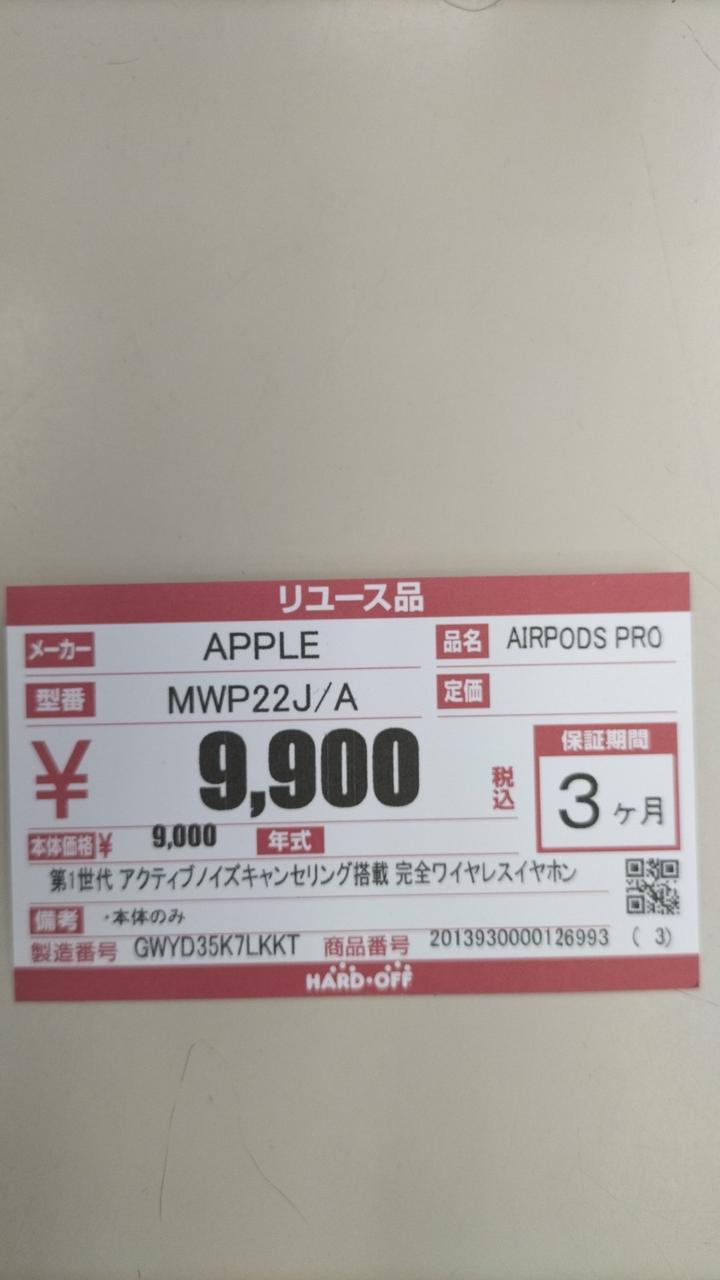 リユース品
メーカー APPLE 品名 AIRPODS PRO
型番 MWP22J/A 定価
¥ 9,900 税込
保証期間
3ヶ月
本体価格 ¥ 9,000 年式
第1世代 アクティブノイズキャンセリング搭載 完全ワイヤレスイヤホン
備考 ・本体のみ
製造番号 GWYD35K7LKKT 商品番号 2013930000126993 ( 3)
HARD・OFF